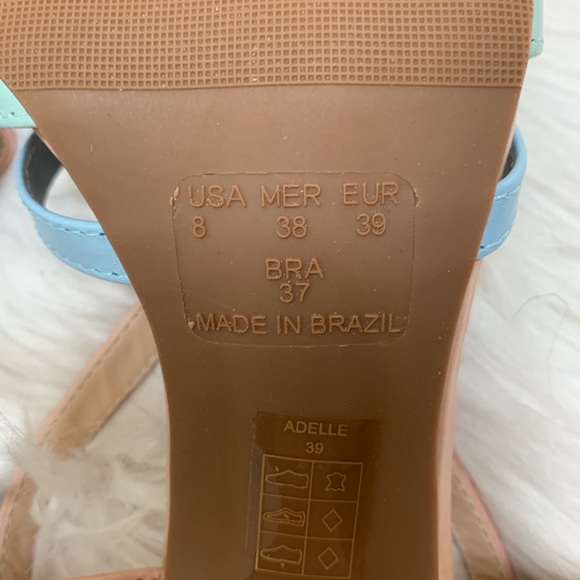 USA MER EUR
8 38 39
BRA
37
MADE IN BRAZIL
ADELLE
39